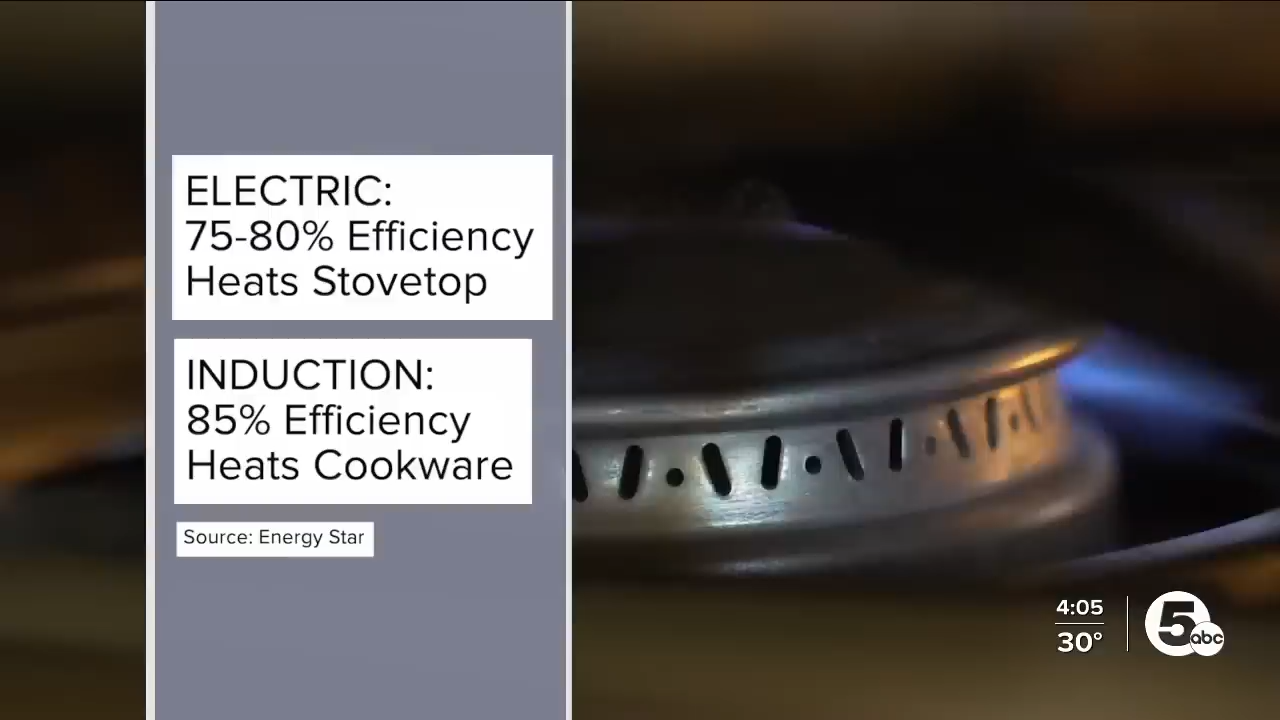 ELECTRIC:
75-80% Efficiency
Heats Stovetop
INDUCTION:
85% Efficiency
Heats Cookware
Source: Energy Star
4:05
30°
5
abc